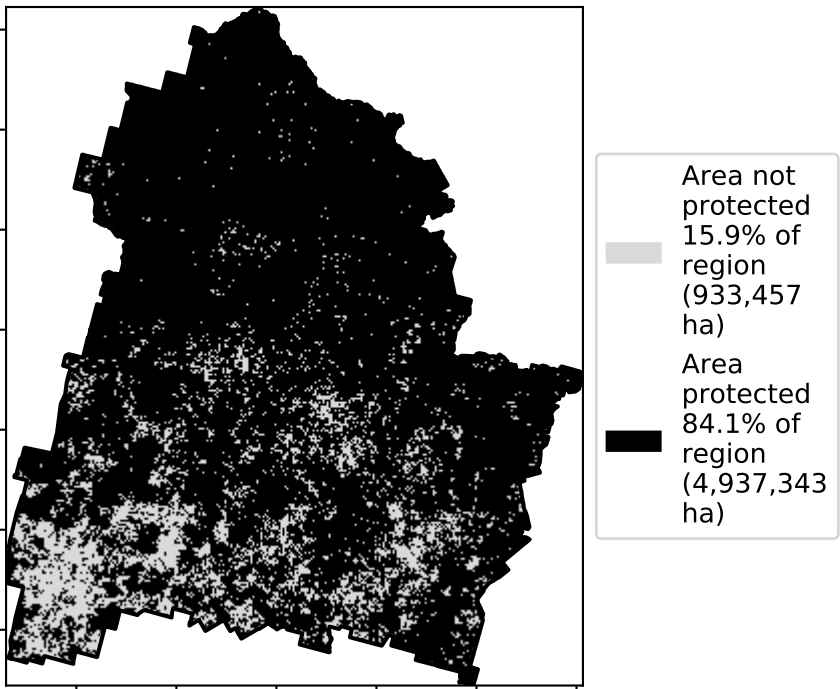 Area not
protected
15.9% of
region
(933,457
ha)
Area
protected
84.1% of
region
(4,937,343
ha)